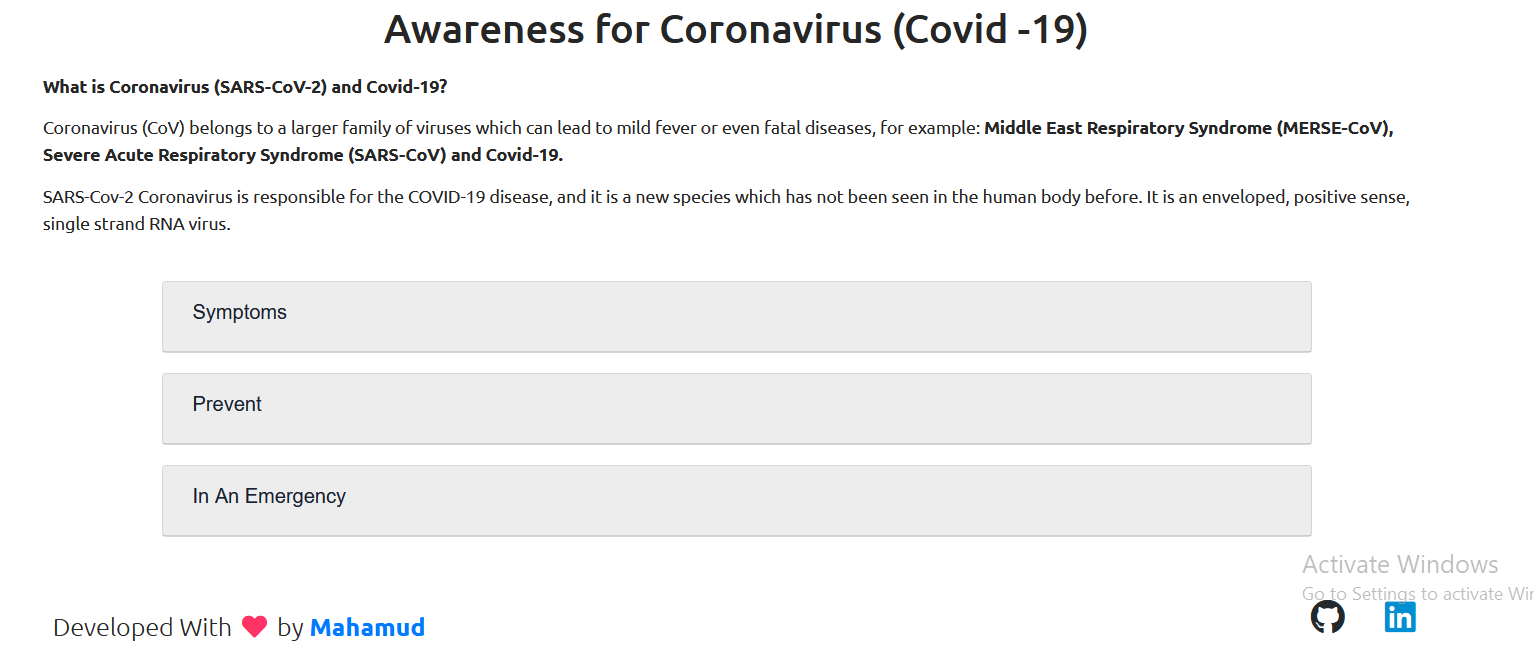 Awareness for Coronavirus (Covid -19)
What is Coronavirus (SARS-CoV-2) and Covid-19?
Coronavirus (CoV) belongs to a larger family of viruses which can lead to mild fever or even fatal diseases, for example: Middle East Respiratory Syndrome (MERSE-CoV),
Severe Acute Respiratory Syndrome (SARS-CoV) and Covid-19.
SARS-Cov-2 Coronavirus is responsible for the COVID-19 disease, and it is a new species which has not been seen in the human body before. It is an enveloped, positive sense,
single strand RNA virus.
Symptoms
Prevent
In An Emergency
Activate Windows
Go to Settings to activate Win
Developed With by Mahamud
in